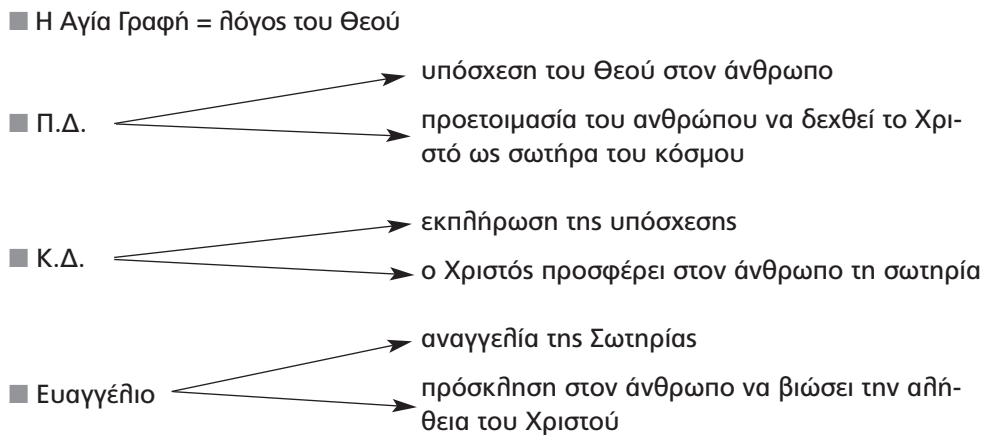 ■ Η Αγία Γραφή = λόγος του Θεού
υπόσχεση του Θεού στον άνθρωπο
■ Π.Δ.
προετοιμασία του ανθρώπου να δεχθεί το Χρι-
στό ως σωτήρα του κόσμου
εκπλήρωση της υπόσχεσης
■ Κ.Δ.
ο Χριστός προσφέρει στον άνθρωπο τη σωτηρία
αναγγελία της Σωτηρίας
■ Ευαγγέλιο
πρόσκληση στον άνθρωπο να βιώσει την αλή-
θεια του Χριστού